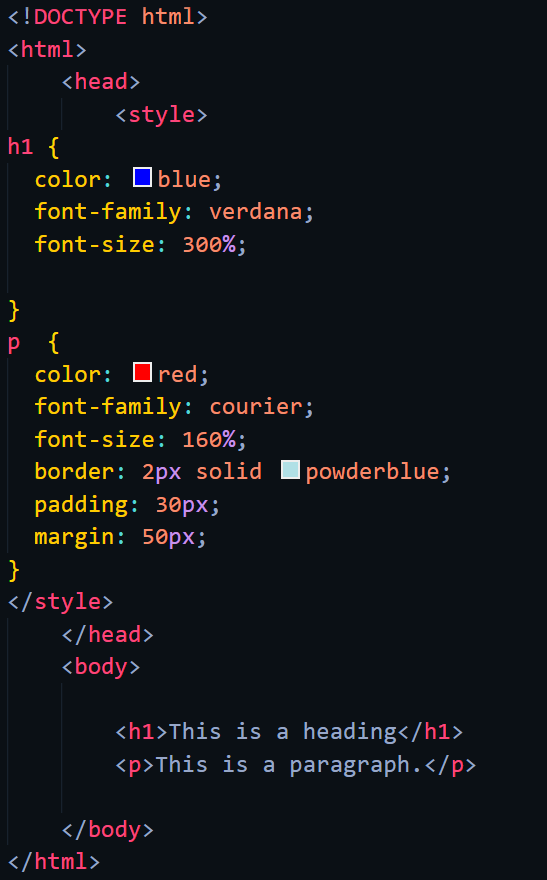 <!DOCTYPE html>
<html>
    <head>
        <style>
h1 {
  color: blue;
  font-family: verdana;
  font-size: 300%;

}
p  {
  color: red;
  font-family: courier;
  font-size: 160%;
  border: 2px solid powderblue;
  padding: 30px;
  margin: 50px;
}
</style>
    </head>
    <body>

        <h1>This is a heading</h1>
        <p>This is a paragraph.</p>

    </body>
</html>